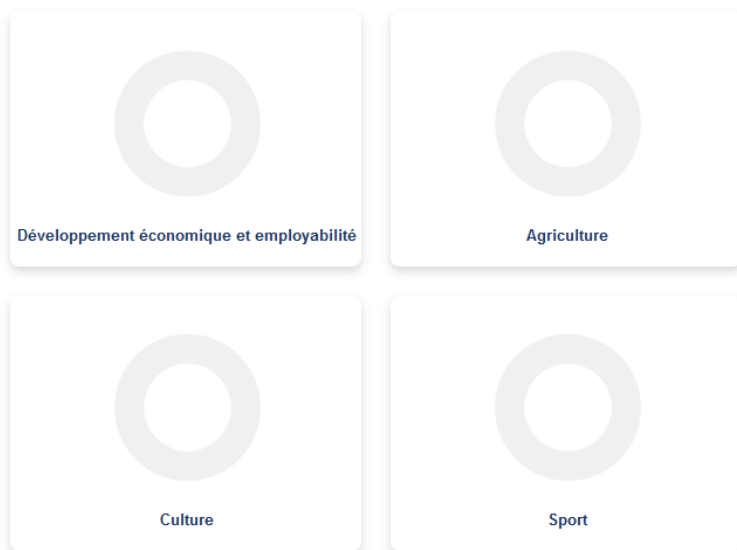 Développement économique et employabilité
Agriculture
Culture
Sport